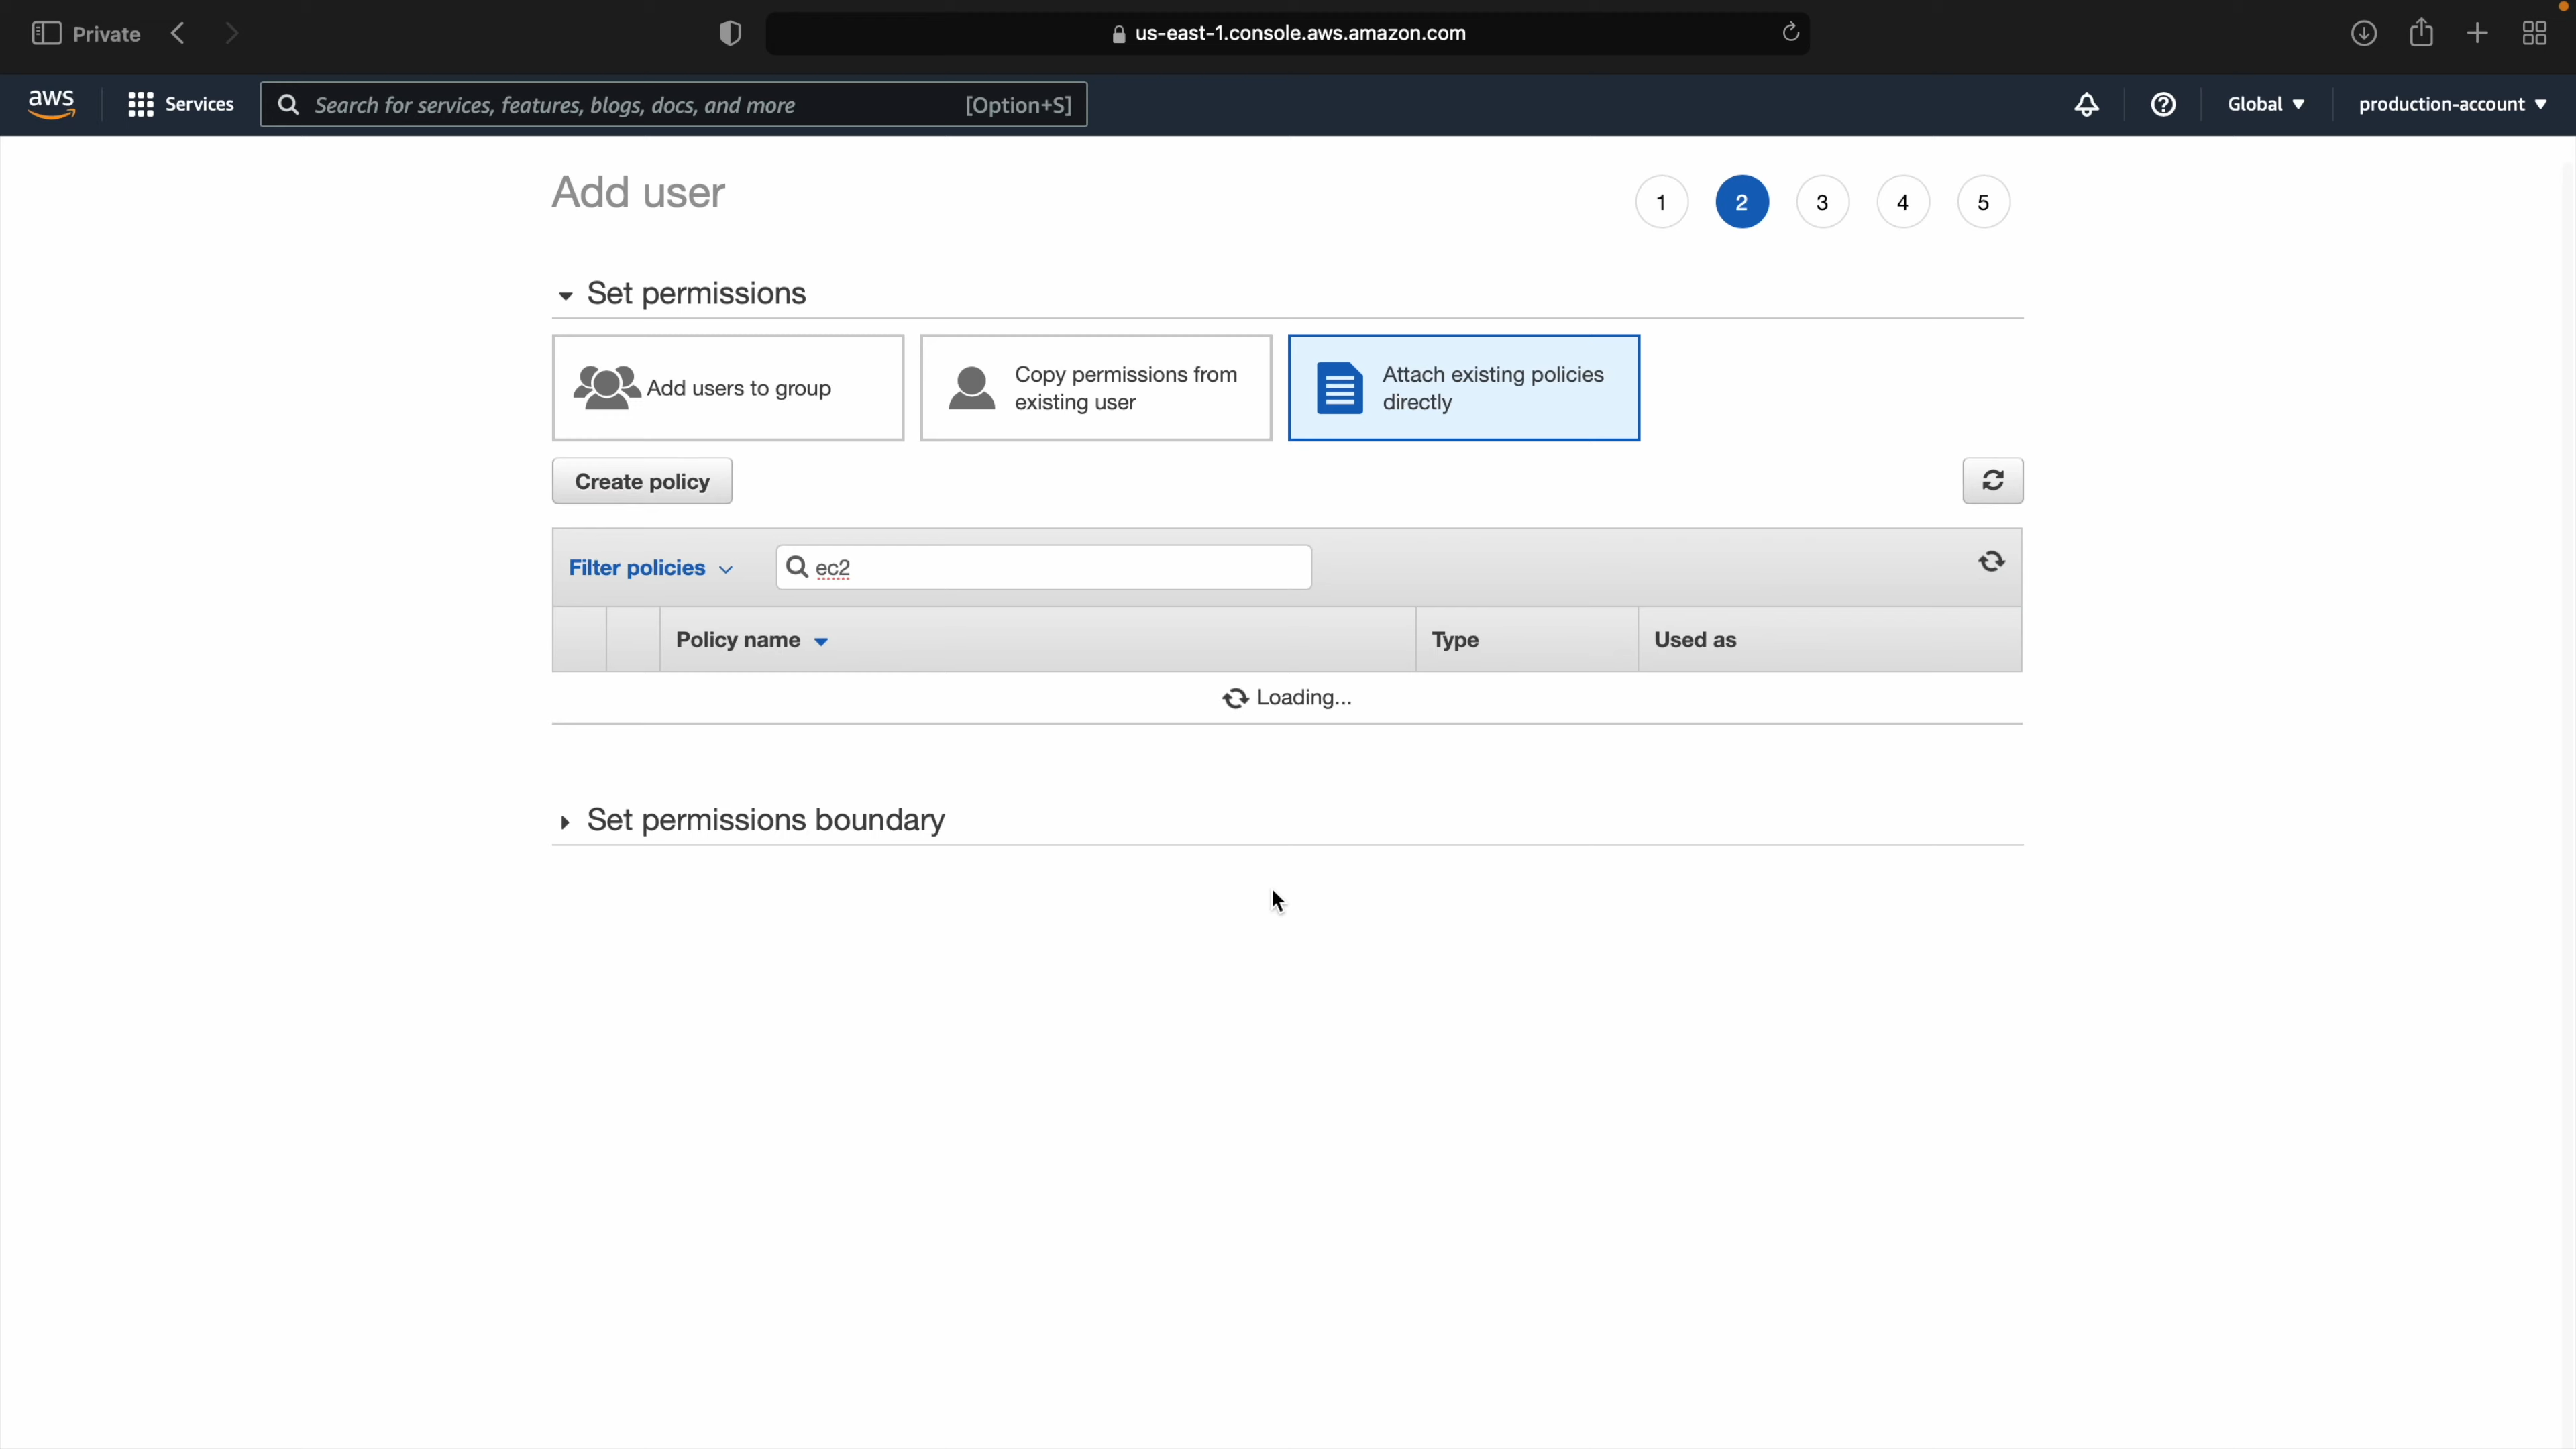 Private
us-east-1.console.aws.amazon.com
aws
Services
Search for services, features, blogs, docs, and more
[Option+S]
Global
production-account
Add user
1
2
3
4
5
Set permissions
Add users to group
Copy permissions from
existing user
Attach existing policies
directly
Create policy
Filter policies
ec2
Policy name
Type
Used as
Loading...
Set permissions boundary